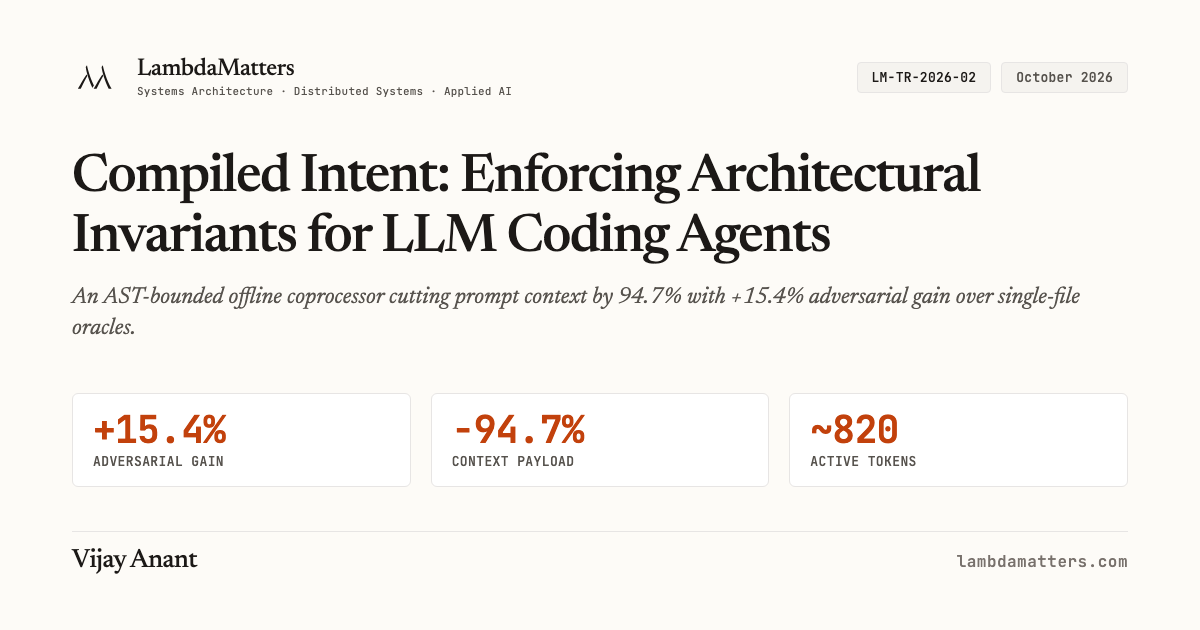 LambdaMatters
Systems Architecture · Distributed Systems · Applied AI
LM-TR-2026-02
October 2026
Compiled Intent: Enforcing Architectural
Invariants for LLM Coding Agents
An AST-bounded offline coprocessor cutting prompt context by 94.7% with +15.4% adversarial gain over single-file
oracles.
+15.4%
ADVERSARIAL GAIN
-94.7%
CONTEXT PAYLOAD
~820
ACTIVE TOKENS
Vijay Anant
lambdamatters.com